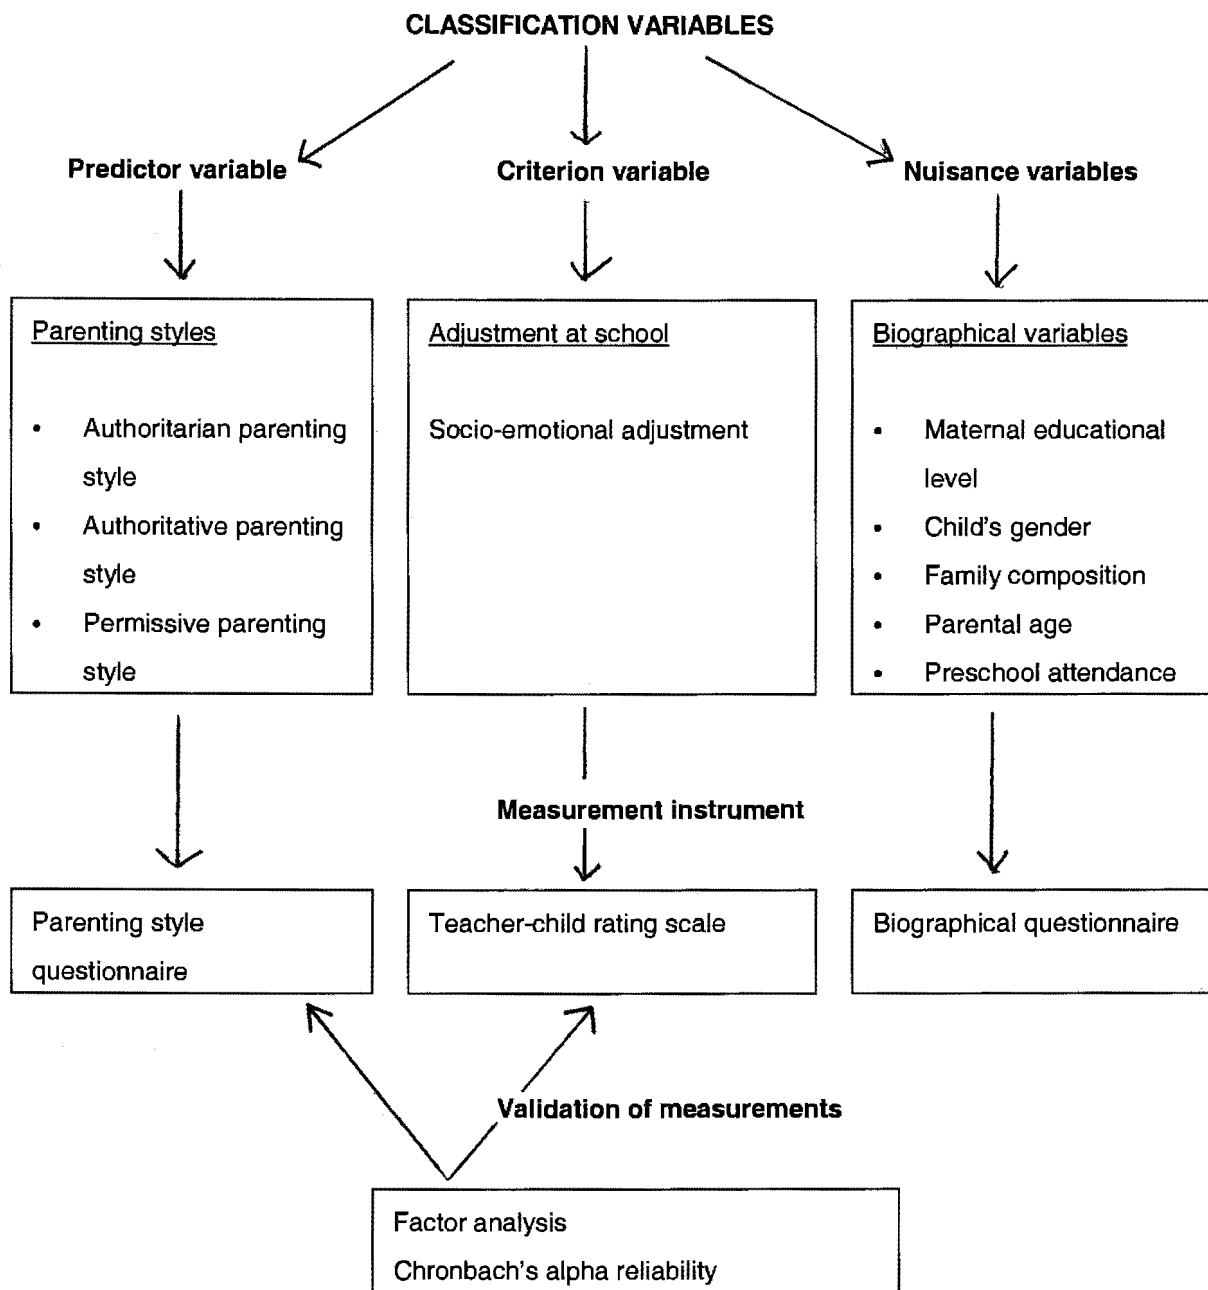 CLASSIFICATION VARIABLES
Predictor variable
Criterion variable
Nuisance variables
Parenting styles
• Authoritarian parenting
style
• Authoritative parenting
style
• Permissive parenting
style
Adjustment at school
Socio-emotional adjustment
Biographical variables
• Maternal educational
level
• Child's gender
• Family composition
• Parental age
• Preschool attendance
Measurement instrument
Parenting style
questionnaire
Teacher-child rating scale
Biographical questionnaire
Validation of measurements
Factor analysis
Chronbach's alpha reliability